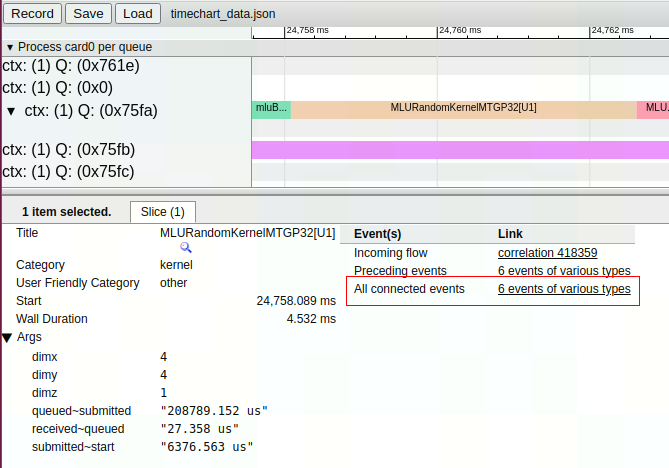 Record Save Load timechart_data.json
24,758 ms 24,760 ms 24,762 ms
▼ Process card0 per queue
ctx: (1) Q: (0x761e)
ctx: (1) Q: (0x0)
▼ ctx: (1) Q: (0x75fa) mluB... MLURandomKernelMTGP32[U1] MLU.
ctx: (1) Q: (0x75fb)
ctx: (1) Q: (0x75fc)
1 item selected. Slice (1)
Title MLURandomKernelMTGP32[U1]
Category kernel
User Friendly Category other
Start 24,758.089 ms
Wall Duration 4.532 ms
▼ Args
dimx 4
dimy 4
dimz 1
queued~submitted "208789.152 us"
received~queued "27.358 us"
submitted~start "6376.563 us"
Event(s) Link
Incoming flow correlation 418359
Preceding events 6 events of various types
All connected events 6 events of various types